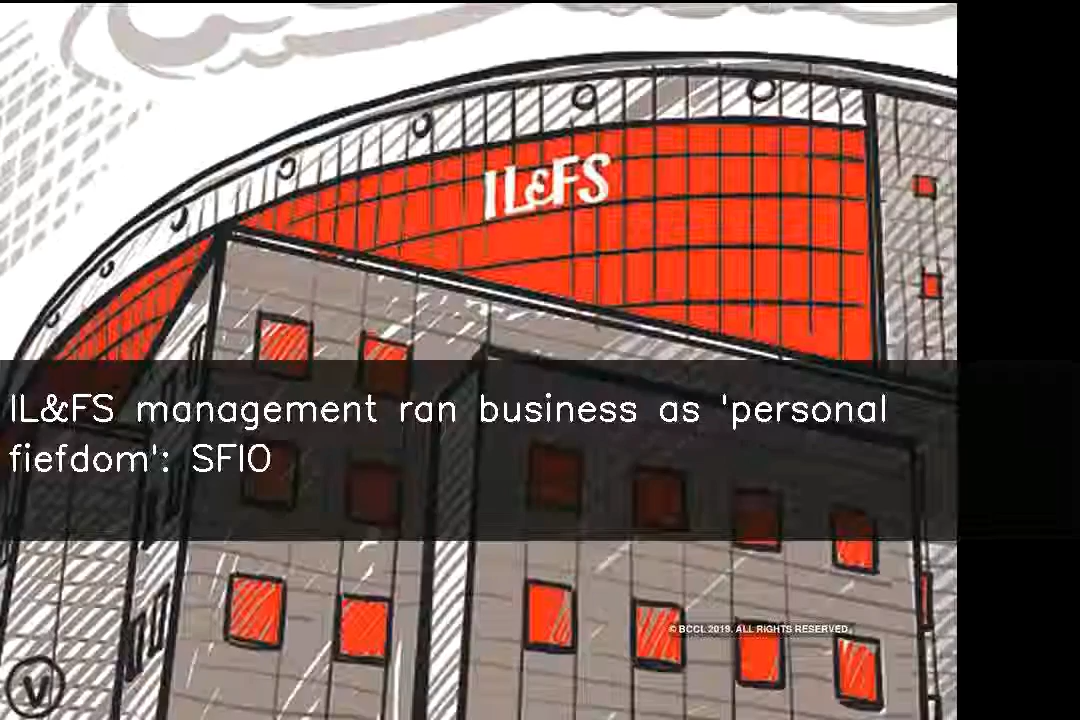 IL&FS
IL&FS management ran business as 'personal
fiefdom': SFIO
© BCCL 2019. ALL RIGHTS RESERVED.
V